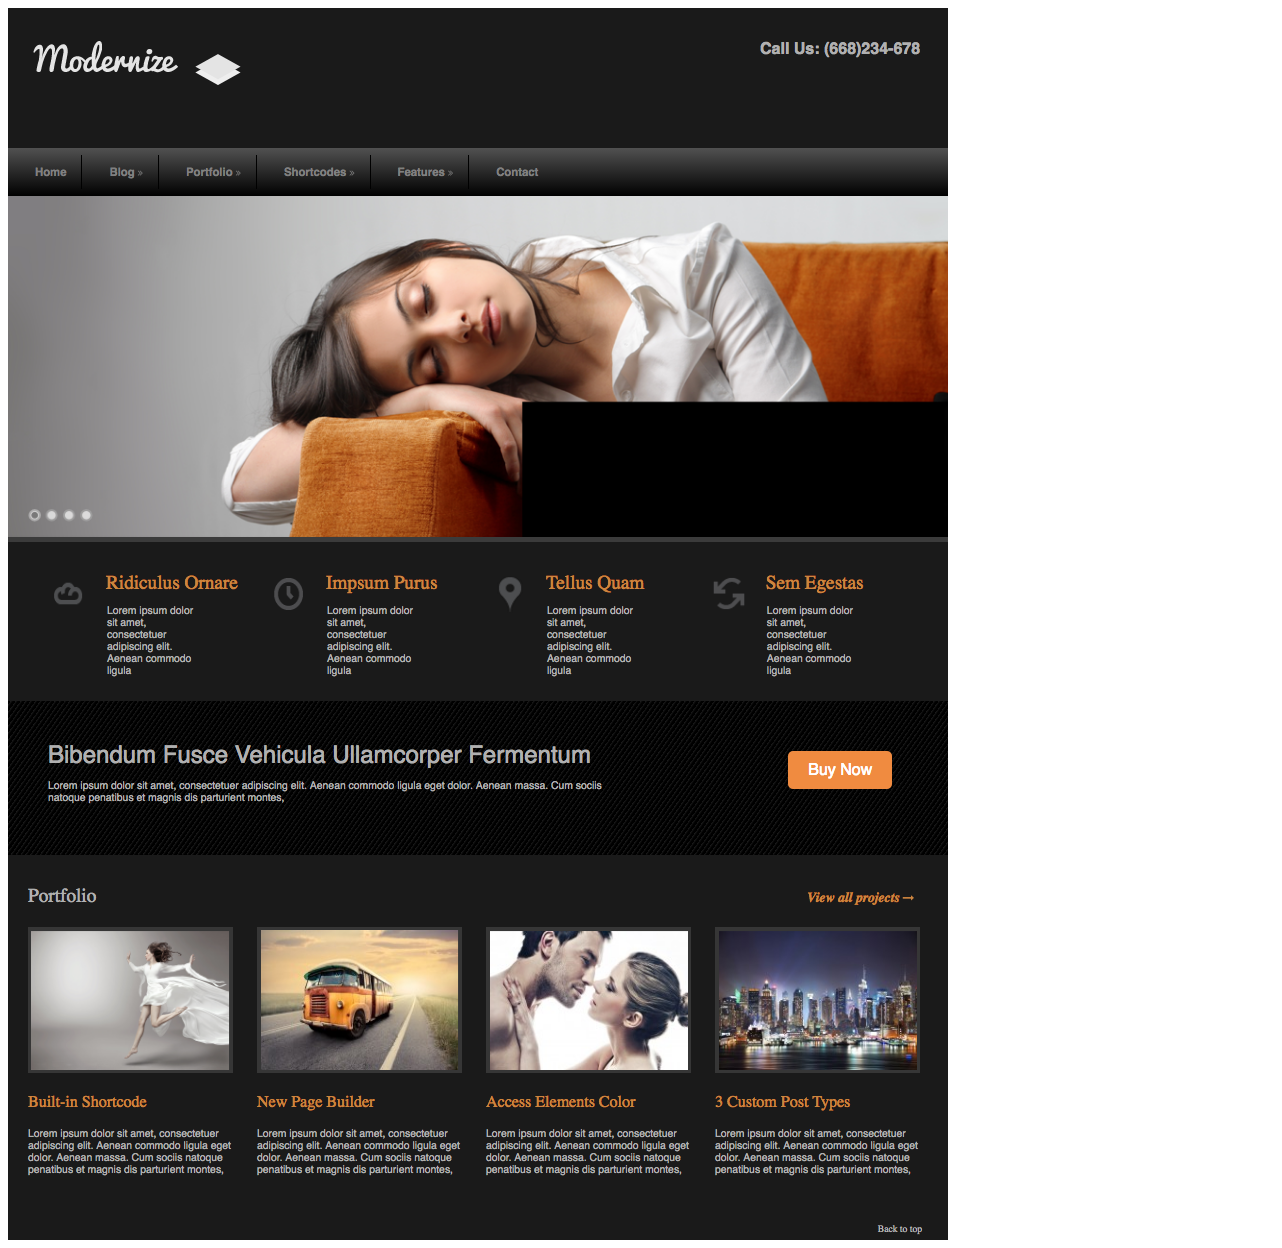 Modernize
Call Us: (668)234-678
Home Blog » Portfolio » Shortcodes » Features » Contact
Ridiculus Ornare
Lorem ipsum dolor
sit amet,
consectetuer
adipiscing elit.
Aenean commodo
ligula
Impsum Purus
Lorem ipsum dolor
sit amet,
consectetuer
adipiscing elit.
Aenean commodo
ligula
Tellus Quam
Lorem ipsum dolor
sit amet,
consectetuer
adipiscing elit.
Aenean commodo
ligula
Sem Egestas
Lorem ipsum dolor
sit amet,
consectetuer
adipiscing elit.
Aenean commodo
ligula
Bibendum Fusce Vehicula Ullamcorper Fermentum
Lorem ipsum dolor sit amet, consectetuer adipiscing elit. Aenean commodo ligula eget dolor. Aenean massa. Cum sociis
natoque penatibus et magnis dis parturient montes,
Buy Now
Portfolio
View all projects →
Built-in Shortcode
Lorem ipsum dolor sit amet, consectetuer
adipiscing elit. Aenean commodo ligula eget
dolor. Aenean massa. Cum sociis natoque
penatibus et magnis dis parturient montes,
New Page Builder
Lorem ipsum dolor sit amet, consectetuer
adipiscing elit. Aenean commodo ligula eget
dolor. Aenean massa. Cum sociis natoque
penatibus et magnis dis parturient montes,
Access Elements Color
Lorem ipsum dolor sit amet, consectetuer
adipiscing elit. Aenean commodo ligula eget
dolor. Aenean massa. Cum sociis natoque
penatibus et magnis dis parturient montes,
3 Custom Post Types
Lorem ipsum dolor sit amet, consectetuer
adipiscing elit. Aenean commodo ligula eget
dolor. Aenean massa. Cum sociis natoque
penatibus et magnis dis parturient montes,
Back to top